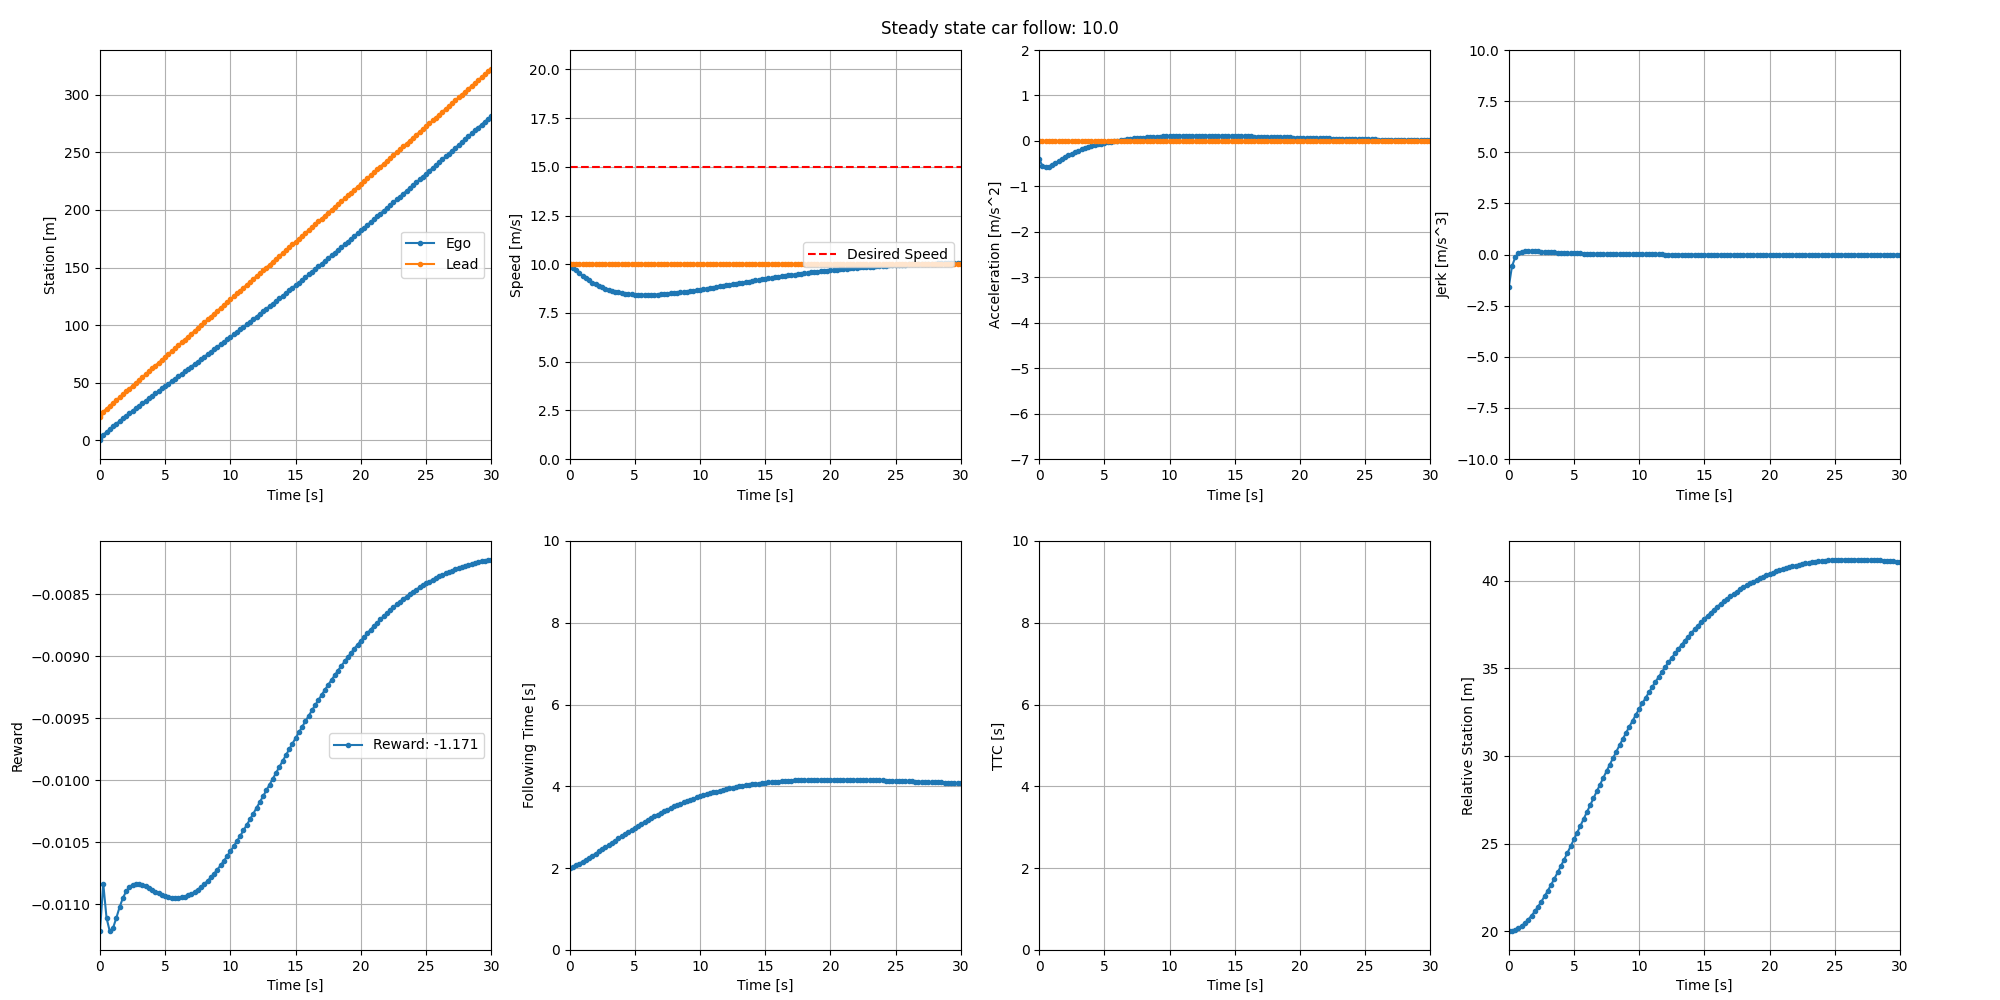 Steady state car follow: 10.0
Station [m]
300
250
200
150
100
50
0
Ego
Lead
0 5 10 15 20 25 30
Time [s]
Speed [m/s]
20.0
17.5
15.0
12.5
10.0
7.5
5.0
2.5
0.0
Desired Speed
0 5 10 15 20 25 30
Time [s]
Acceleration [m/s^2]
2
1
0
−1
−2
−3
−4
−5
−6
−7
0 5 10 15 20 25 30
Time [s]
Jerk [m/s^3]
10.0
7.5
5.0
2.5
0.0
−2.5
−5.0
−7.5
−10.0
0 5 10 15 20 25 30
Time [s]
Reward
−0.0085
−0.0090
−0.0095
−0.0100
−0.0105
−0.0110
Reward: -1.171
0 5 10 15 20 25 30
Time [s]
Following Time [s]
10
8
6
4
2
0
0 5 10 15 20 25 30
Time [s]
TTC [s]
10
8
6
4
2
0
0 5 10 15 20 25 30
Time [s]
Relative Station [m]
40
35
30
25
20
0 5 10 15 20 25 30
Time [s]